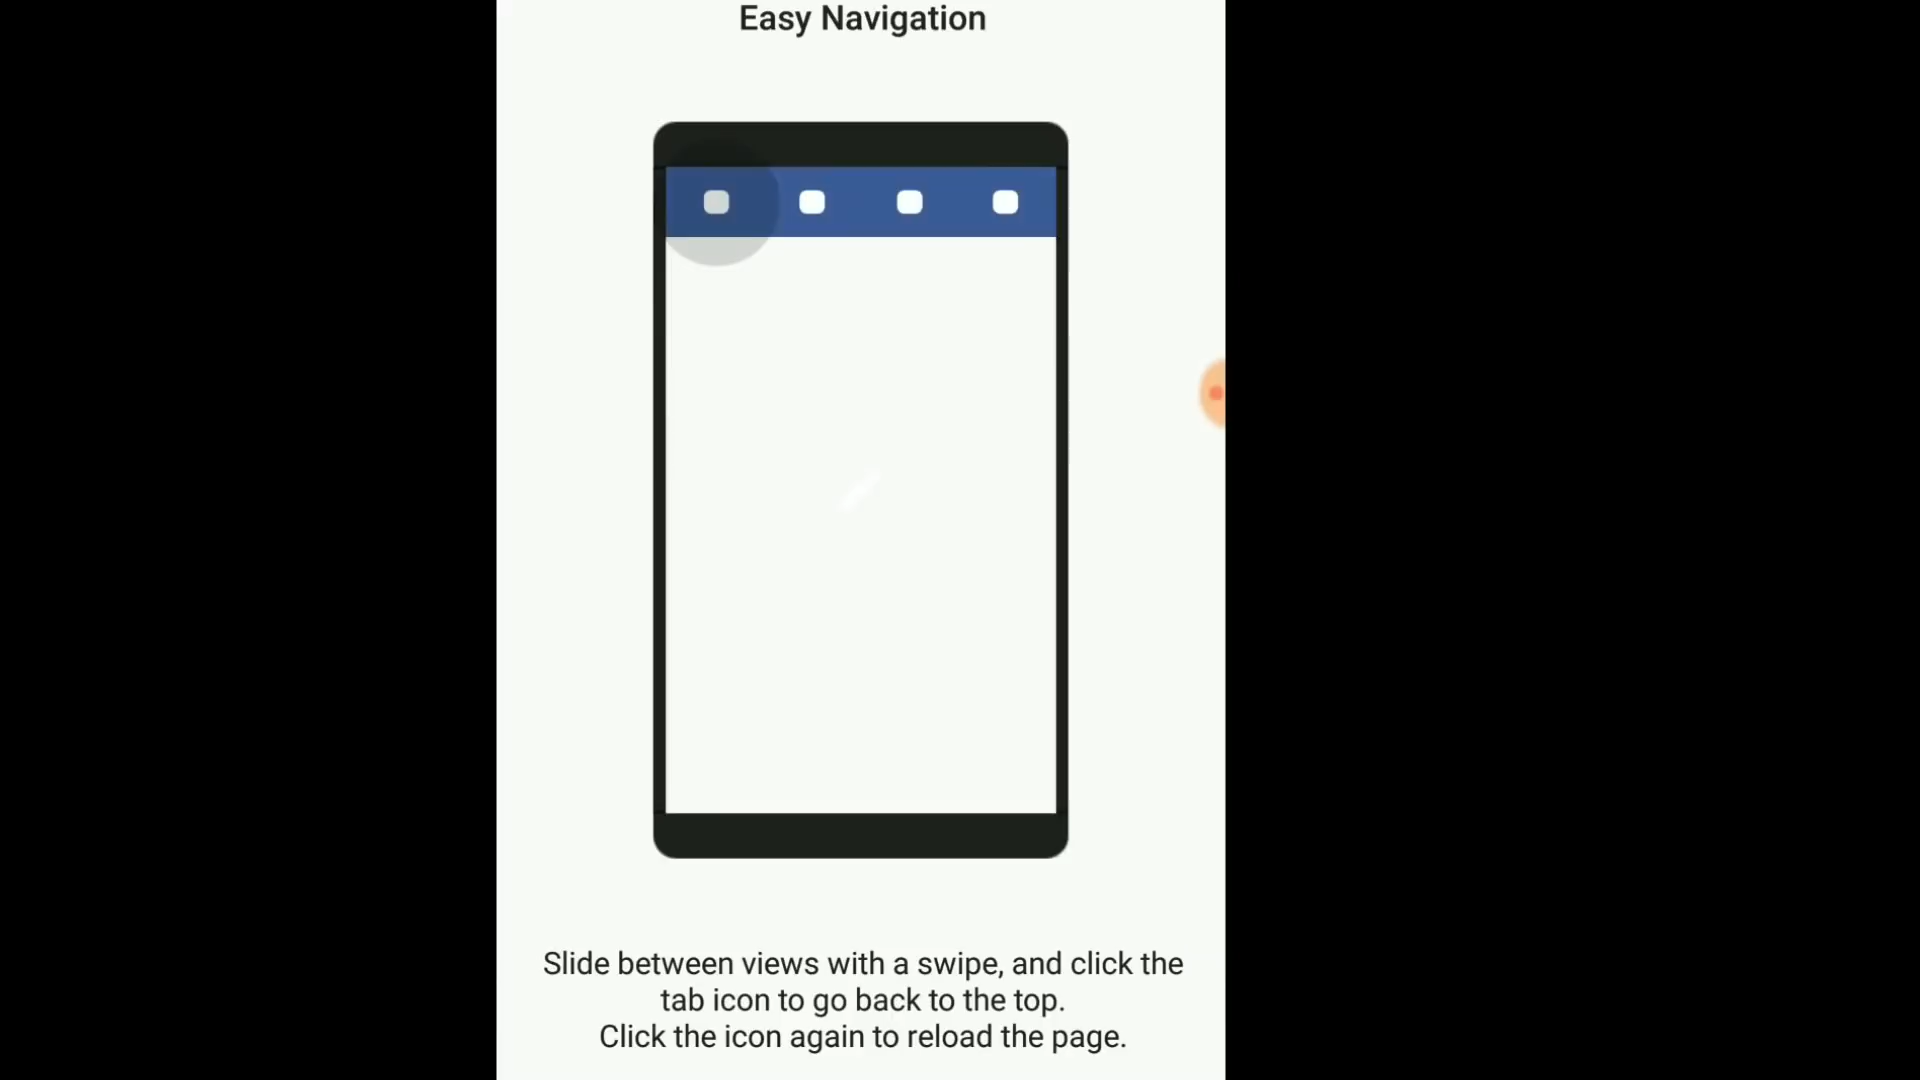 Easy Navigation
Slide between views with a swipe, and click the
tab icon to go back to the top.
Click the icon again to reload the page.